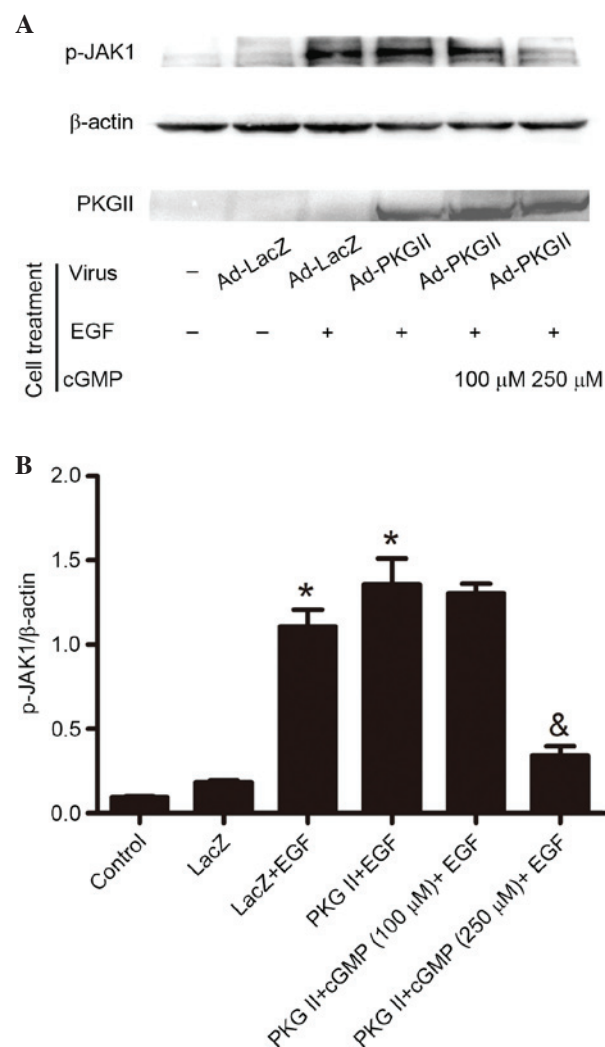 A
p-JAK1
β-actin
PKGII
Cell treatment
Virus – Ad-LacZ Ad-LacZ Ad-PKGII Ad-PKGII Ad-PKGII
EGF – – + + + +
cGMP 100 μM 250 μM
B
p-JAK1/β-actin
2.0
1.5
1.0
0.5
0.0
* * &
Control
LacZ
LacZ+EGF
PKG II+EGF
PKG II+cGMP (100 μM)+ EGF
PKG II+cGMP (250 μM)+ EGF